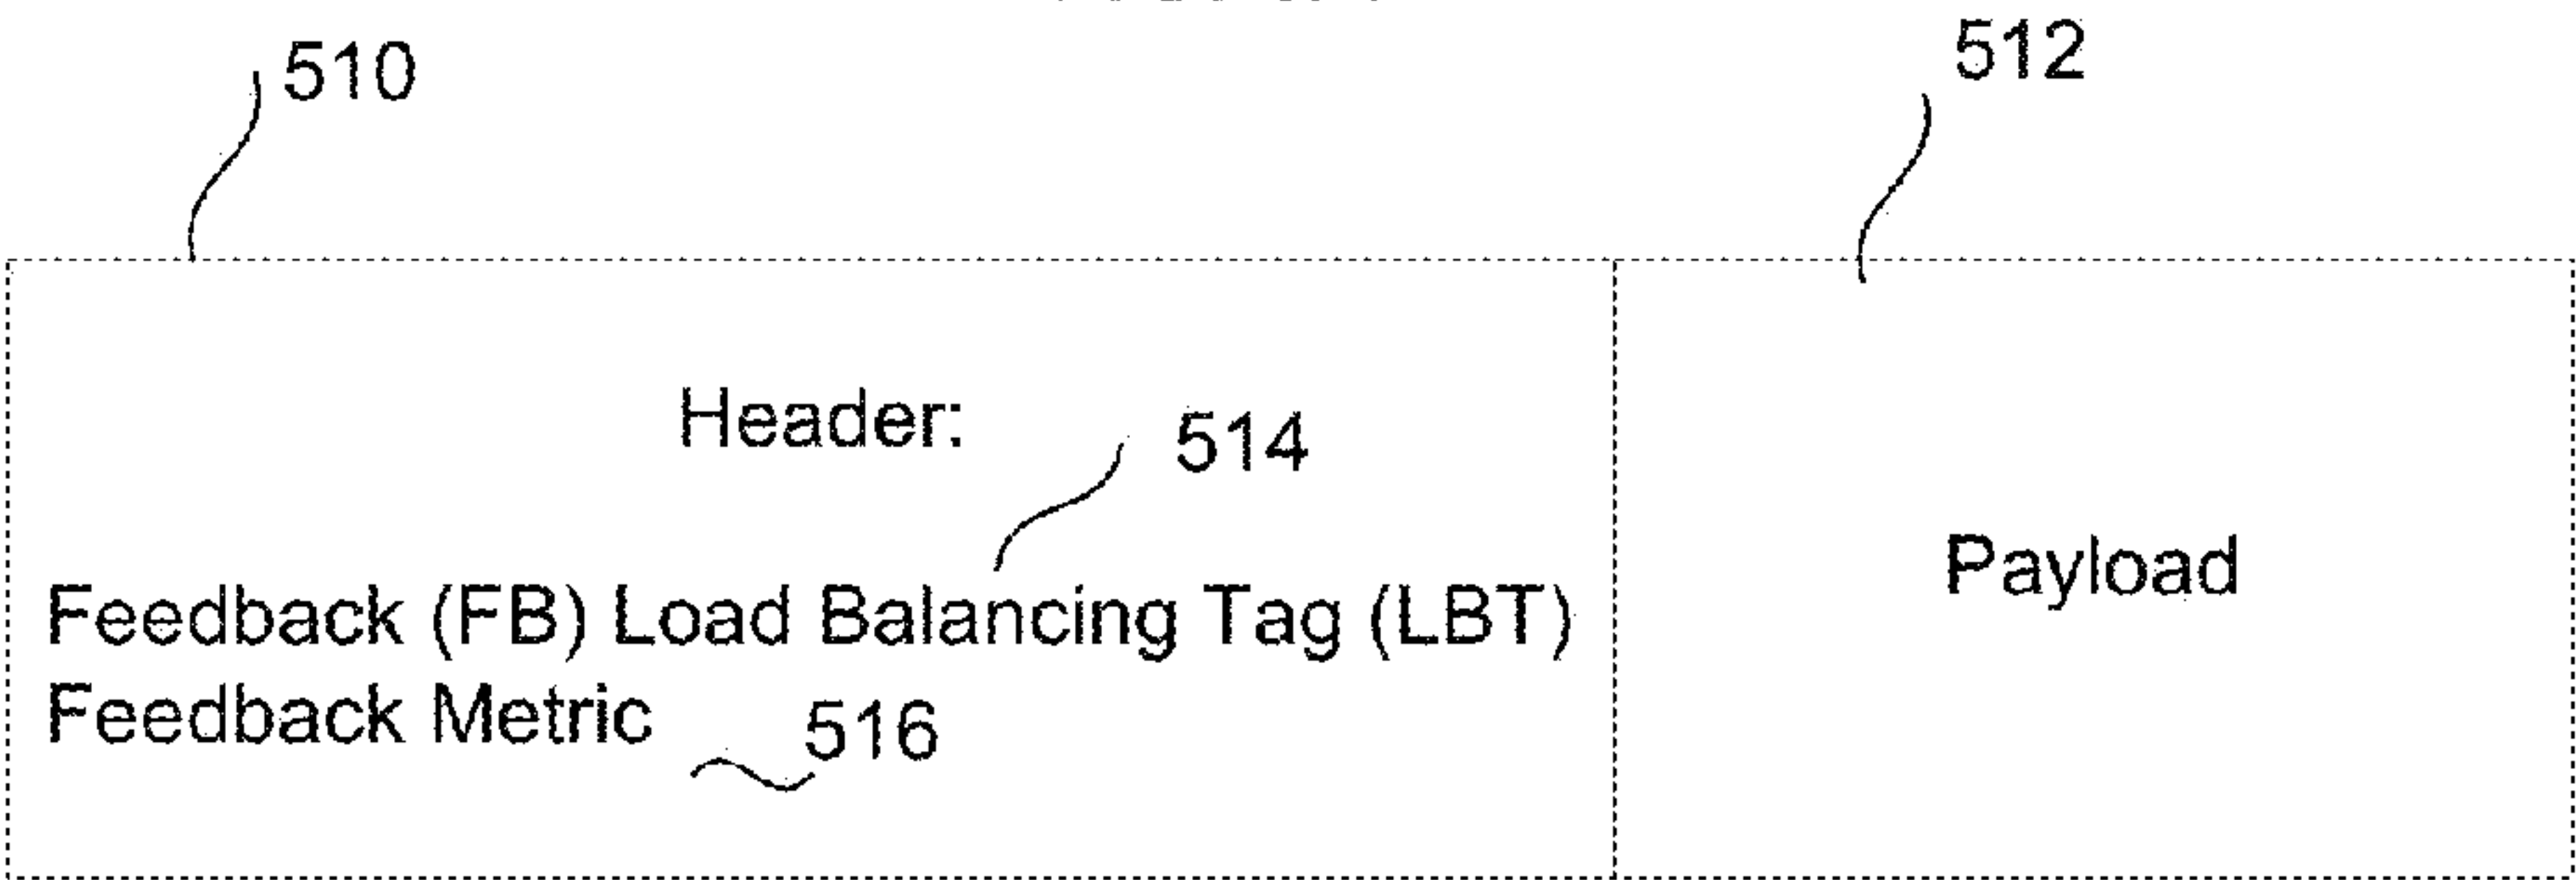 510
512
Header:
514
Feedback (FB) Load Balancing Tag (LBT)
Payload
Feedback Metric
516